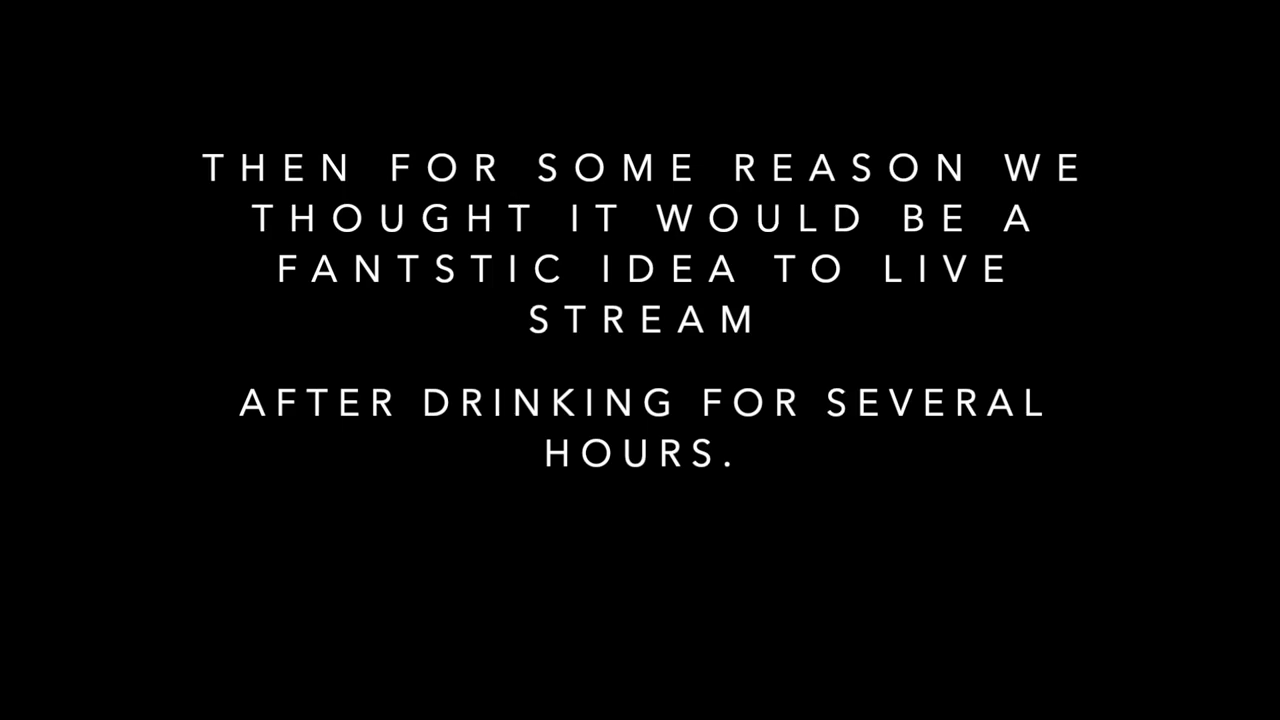 THEN FOR SOME REASON WE
THOUGHT IT WOULD BE A
FANTSTIC IDEA TO LIVE
STREAM
AFTER DRINKING FOR SEVERAL
HOURS.